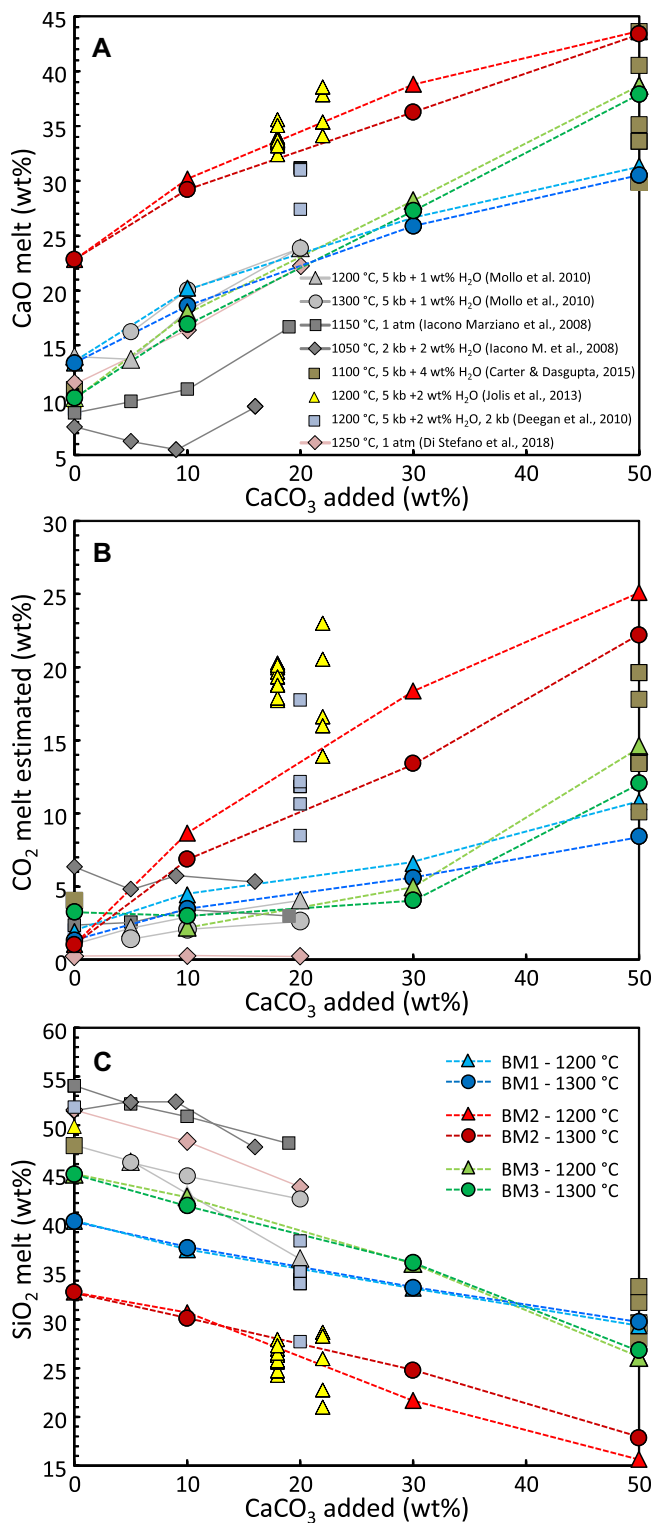 A
CaO melt (wt%)
45
40
35
30
25
20
15
10
5
1200 °C, 5 kb + 1 wt% H₂O (Mollo et al. 2010)
1300 °C, 5 kb + 1 wt% H₂O (Mollo et al., 2010)
1150 °C, 1 atm (Iacono Marziano et al., 2008)
1050 °C, 2 kb + 2 wt% H₂O (Iacono M. et al., 2008)
1100 °C, 5 kb + 4 wt% H₂O (Carter & Dasgupta, 2015)
1200 °C, 5 kb +2 wt% H₂O (Jolis et al., 2013)
1200 °C, 5 kb +2 wt% H₂O, 2 kb (Deegan et al., 2010)
1250 °C, 1 atm (Di Stefano et al., 2018)
0 10 20 30 40 50
CaCO₃ added (wt%)
B
CO₂ melt estimated (wt%)
30
25
20
15
10
5
0
0 10 20 30 40 50
CaCO₃ added (wt%)
C
SiO₂ melt (wt%)
60
55
50
45
40
35
30
25
20
15
BM1 - 1200 °C
BM1 - 1300 °C
BM2 - 1200 °C
BM2 - 1300 °C
BM3 - 1200 °C
BM3 - 1300 °C
0 10 20 30 40 50
CaCO₃ added (wt%)